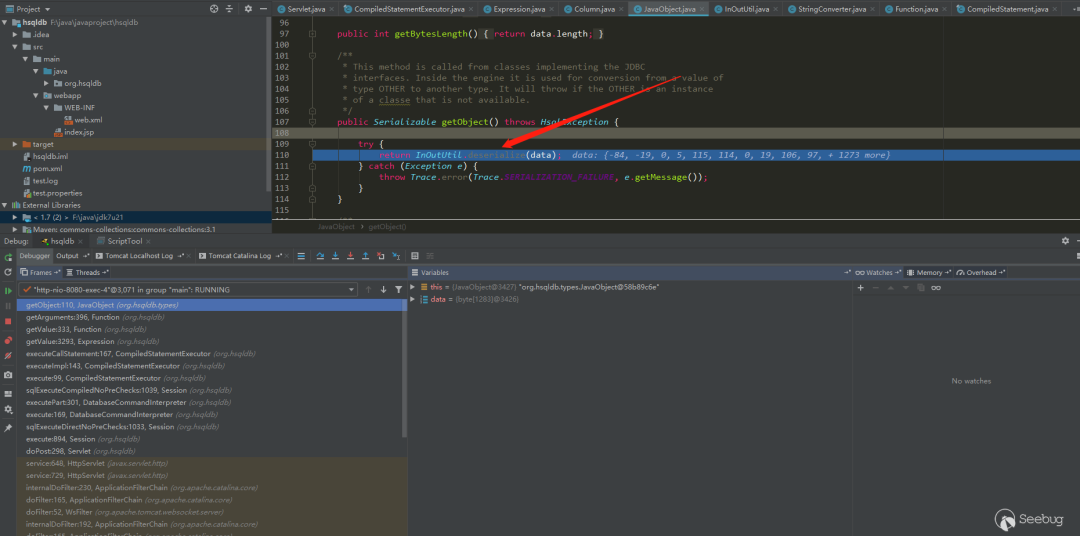 Project
Servlet.java
CompiledStatementExecutor.java
Expression.java
Column.java
JavaObject.java
InOutUtil.java
StringConverter.java
Function.java
CompiledStatement.java
hsqldb F:\java\javaproject\hsqldb
.idea
src
main
java
org.hsqldb
webapp
WEB-INF
web.xml
index.jsp
target
hsqldb.iml
pom.xml
test.log
test.properties
External Libraries
< 1.7 (2) > F:\java\jdk7u21
Maven: commons-collections:commons-collections:3.1
96
97 public int getBytesLength() { return data.length; }
100
101 /**
102 * This method is called from classes implementing the JDBC
103 * interfaces. Inside the engine it is used for conversion from a value of
104 * type OTHER to another type. It will throw if the OTHER is an instance
105 * of a classe that is not available.
106 */
107 public Serializable getObject() throws HsqlException {
108
109 try {
110 return InOutUtil.deserialize(data); data: {-84, -19, 0, 5, 115, 114, 0, 19, 106, 97, + 1273 more}
111 } catch (Exception e) {
112 throw Trace.error(Trace.SERIALIZATION_FAILURE, e.getMessage());
113 }
114 }
115
JavaObject > getObject()
Debug: hsqldb × ScriptTool ×
Debugger Output Tomcat Localhost Log Tomcat Catalina Log
Frames Threads
Variables
Watches Memory Overhead
"http-nio-8080-exec-4"@3,071 in group "main": RUNNING
getObject:110, JavaObject (org.hsqldb.types)
getArguments:396, Function (org.hsqldb)
getValue:333, Function (org.hsqldb)
getValue:3293, Expression (org.hsqldb)
executeCallStatement:167, CompiledStatementExecutor (org.hsqldb)
executeImpl:143, CompiledStatementExecutor (org.hsqldb)
execute:99, CompiledStatementExecutor (org.hsqldb)
sqlExecuteCompiledNoPreChecks:1039, Session (org.hsqldb)
executePart:301, DatabaseCommandInterpreter (org.hsqldb)
execute:169, DatabaseCommandInterpreter (org.hsqldb)
sqlExecuteDirectNoPreChecks:1033, Session (org.hsqldb)
execute:894, Session (org.hsqldb)
doPost:298, Servlet (org.hsqldb)
service:648, HttpServlet (javax.servlet.http)
service:729, HttpServlet (javax.servlet.http)
internalDoFilter:230, ApplicationFilterChain (org.apache.catalina.core)
doFilter:165, ApplicationFilterChain (org.apache.catalina.core)
doFilter:52, WsFilter (org.apache.tomcat.websocket.server)
internalDoFilter:192, ApplicationFilterChain (org.apache.catalina.core)
doFilter:165, ApplicationFilterChain (org.apache.catalina.core)
this = {JavaObject@3427} "org.hsqldb.types.JavaObject@58b89c6e"
data = {byte[1283]@3426}
No watches
Seebug